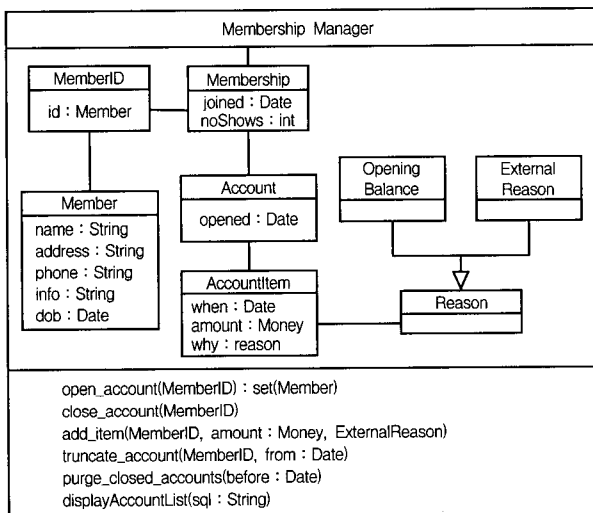 Membership Manager
MemberID
id : Member
Membership
joined : Date
noShows : int
Member
name : String
address : String
phone : String
info : String
dob : Date
Account
opened : Date
AccountItem
when : Date
amount : Money
why : reason
Opening
Balance
External
Reason
Reason
open_account(MemberID) : set(Member)
close_account(MemberID)
add_item(MemberID, amount : Money, ExternalReason)
truncate_account(MemberID, from : Date)
purge_closed_accounts(before : Date)
displayAccountList(sql : String)